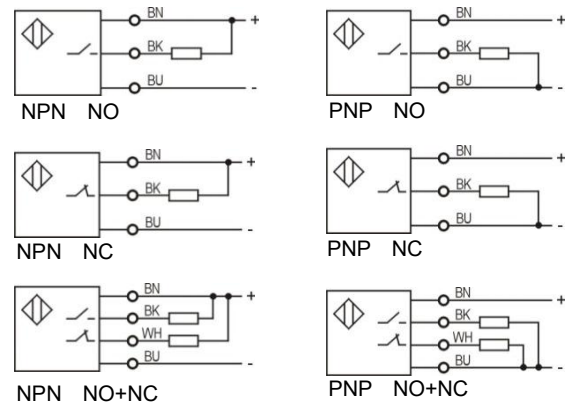 BN +
BK
BU -
NPN NO
BN +
BK
BU -
PNP NO
BN +
BK
BU -
NPN NC
BN +
BK
BU -
PNP NC
BN +
BK
WH
BU -
NPN NO+NC
BN +
BK
WH
BU -
PNP NO+NC